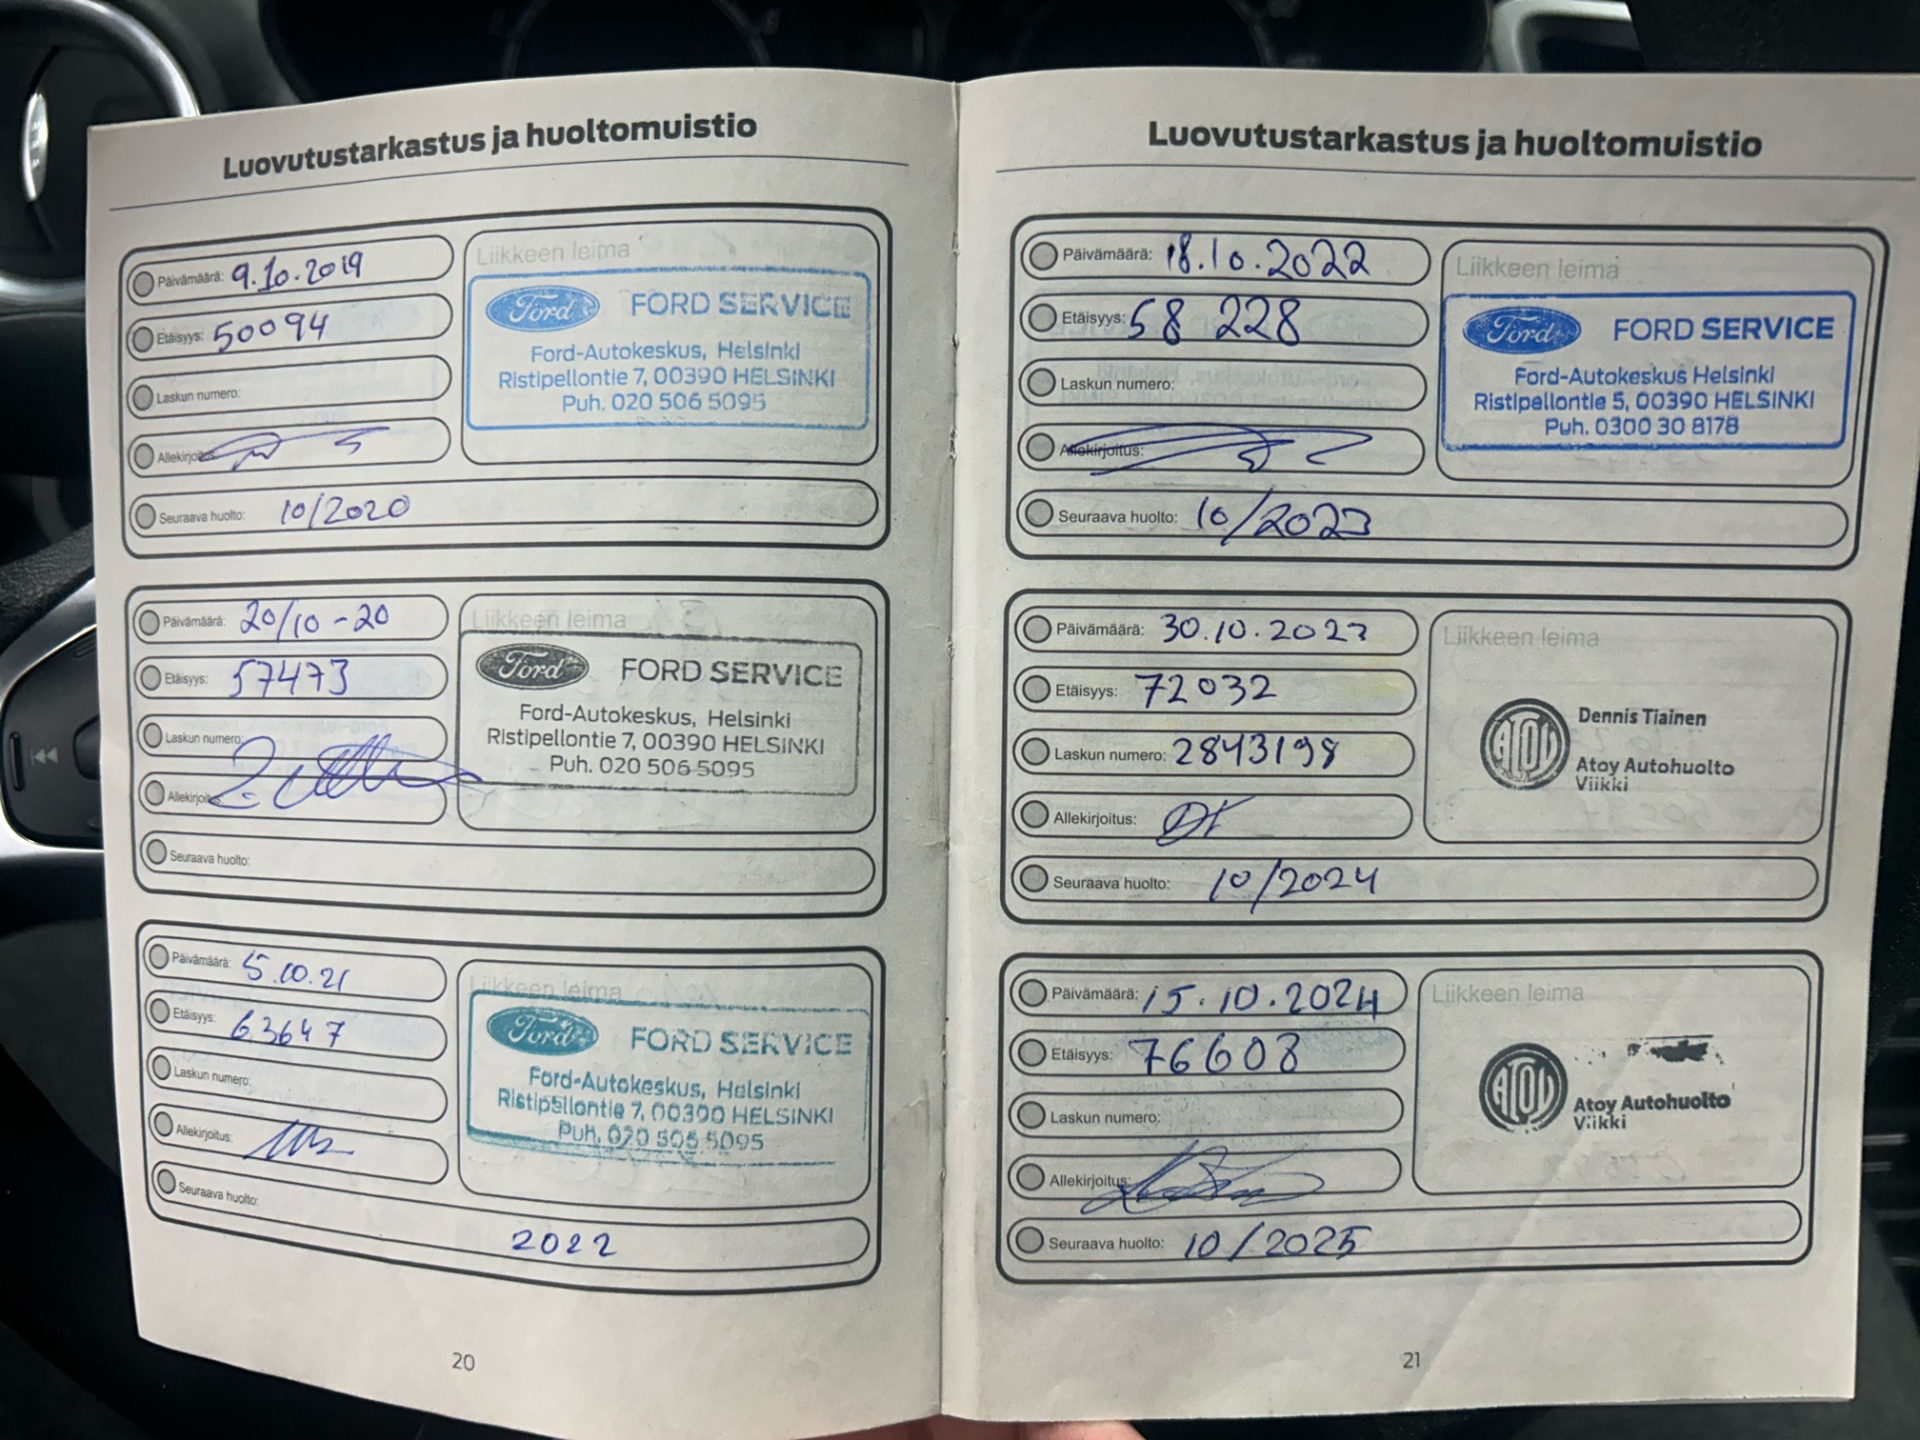 Luovutustarkastus ja huoltomuistio
Päivämäärä: 9.10.2019
Etäisyys: 50094
Laskun numero:
Allekirjoitus:
Seuraava huolto: 10/2020
Liikkeen leima
Ford FORD SERVICE
Ford-Autokeskus, Helsinki
Ristipellontie 7, 00390 HELSINKI
Puh. 020 506 5095
Päivämäärä: 20/10-20
Etäisyys: 57473
Laskun numero:
Allekirjoitus:
Seuraava huolto:
Liikkeen leima
Ford FORD SERVICE
Ford-Autokeskus, Helsinki
Ristipellontie 7, 00390 HELSINKI
Puh. 020 506 5095
Päivämäärä: 5.10.21
Etäisyys: 63647
Laskun numero:
Allekirjoitus:
Seuraava huolto:
2022
Liikkeen leima
Ford FORD SERVICE
Ford-Autokeskus, Helsinki
Ristipellontie 7, 00390 HELSINKI
Puh. 020 506 5095
20
Luovutustarkastus ja huoltomuistio
Päivämäärä: 18.10.2022
Etäisyys: 58 228
Laskun numero:
Allekirjoitus:
Seuraava huolto: 10/2023
Liikkeen leima
Ford FORD SERVICE
Ford-Autokeskus Helsinki
Ristipellontie 5, 00390 HELSINKI
Puh. 0300 30 8178
Päivämäärä: 30.10.2023
Etäisyys: 72032
Laskun numero: 2843198
Allekirjoitus:
Seuraava huolto: 10/2024
Liikkeen leima
ATOY
Dennis Tiainen
Atoy Autohuolto
Viikki
Päivämäärä: 15.10.2024
Etäisyys: 76608
Laskun numero:
Allekirjoitus:
Seuraava huolto: 10/2025
Liikkeen leima
ATOY
Atoy Autohuolto
Viikki
21